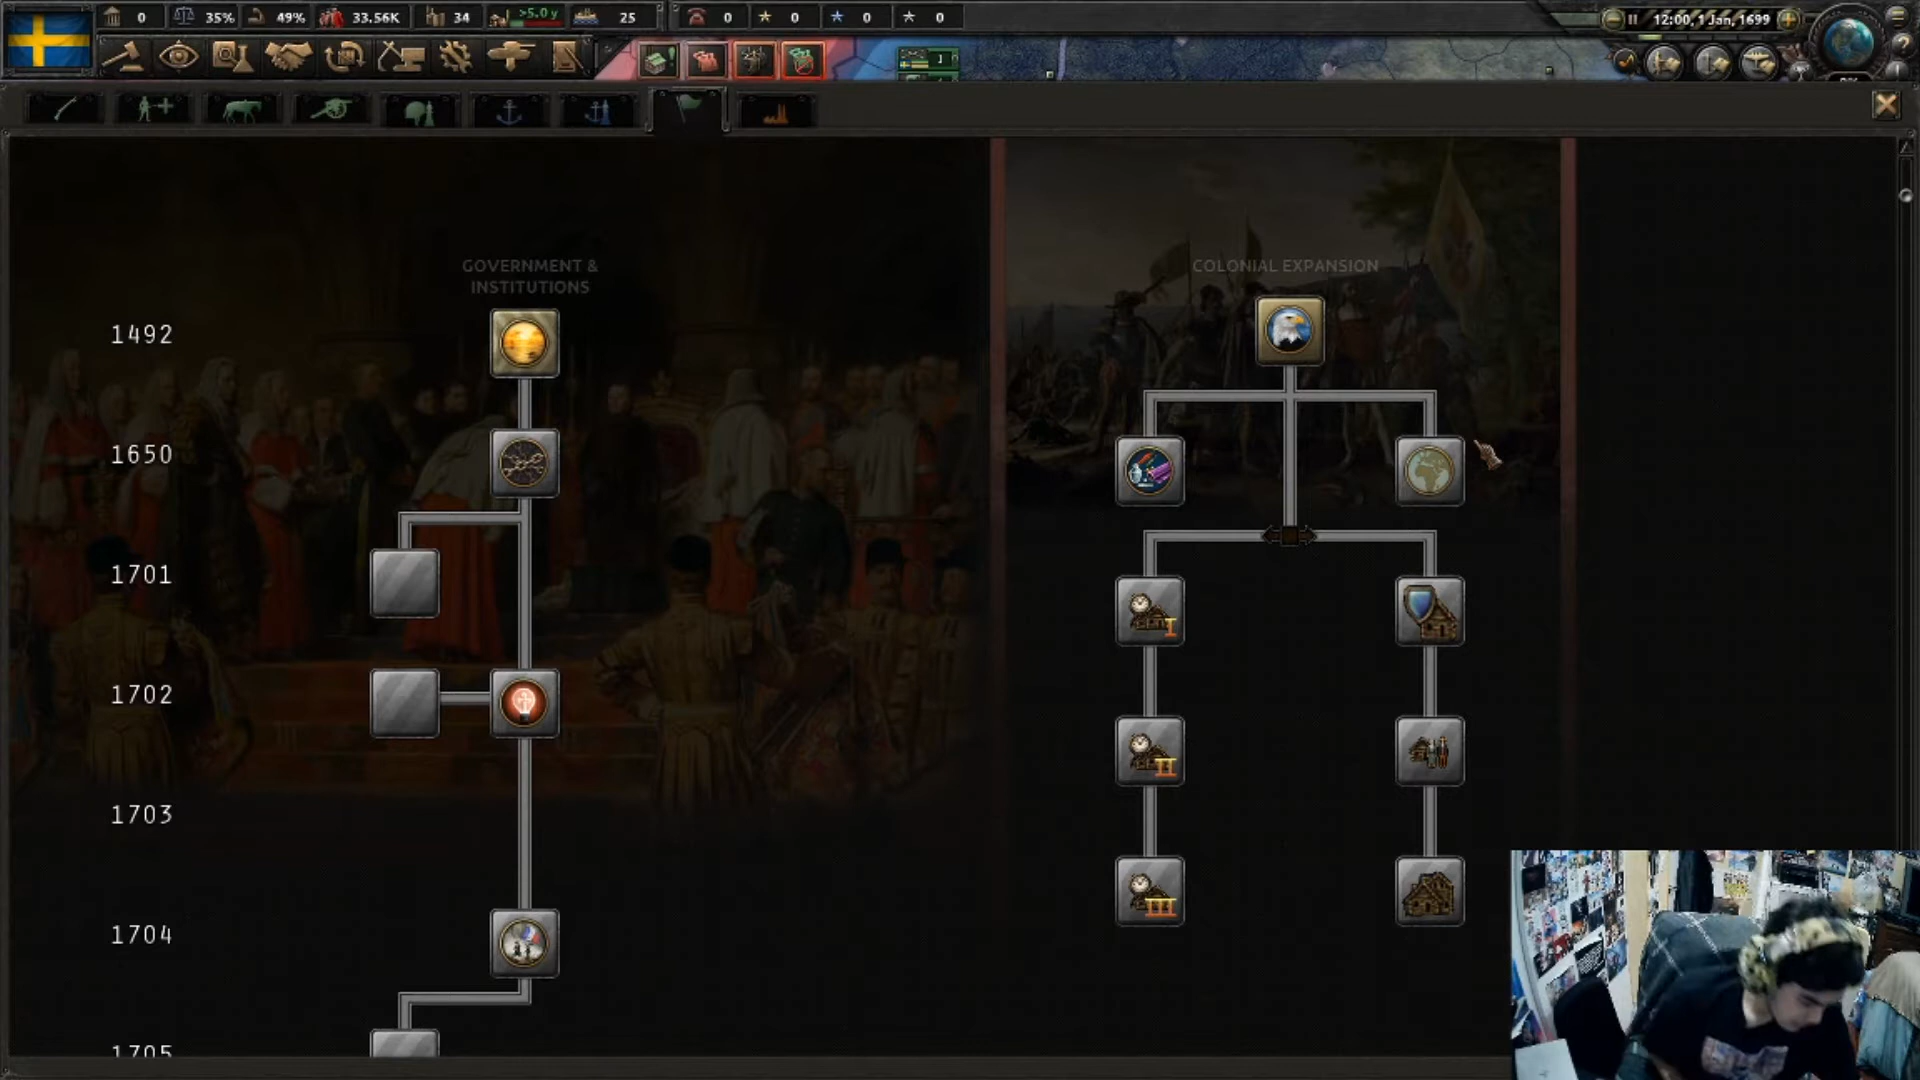 0 35% 49% 33.56K 34 >5.0 y 25 0 0 0 0 12:00, 1 Jan, 1699
1
GOVERNMENT &
INSTITUTIONS
COLONIAL EXPANSION
1492
1650
1701
1702
1703
1704
1705